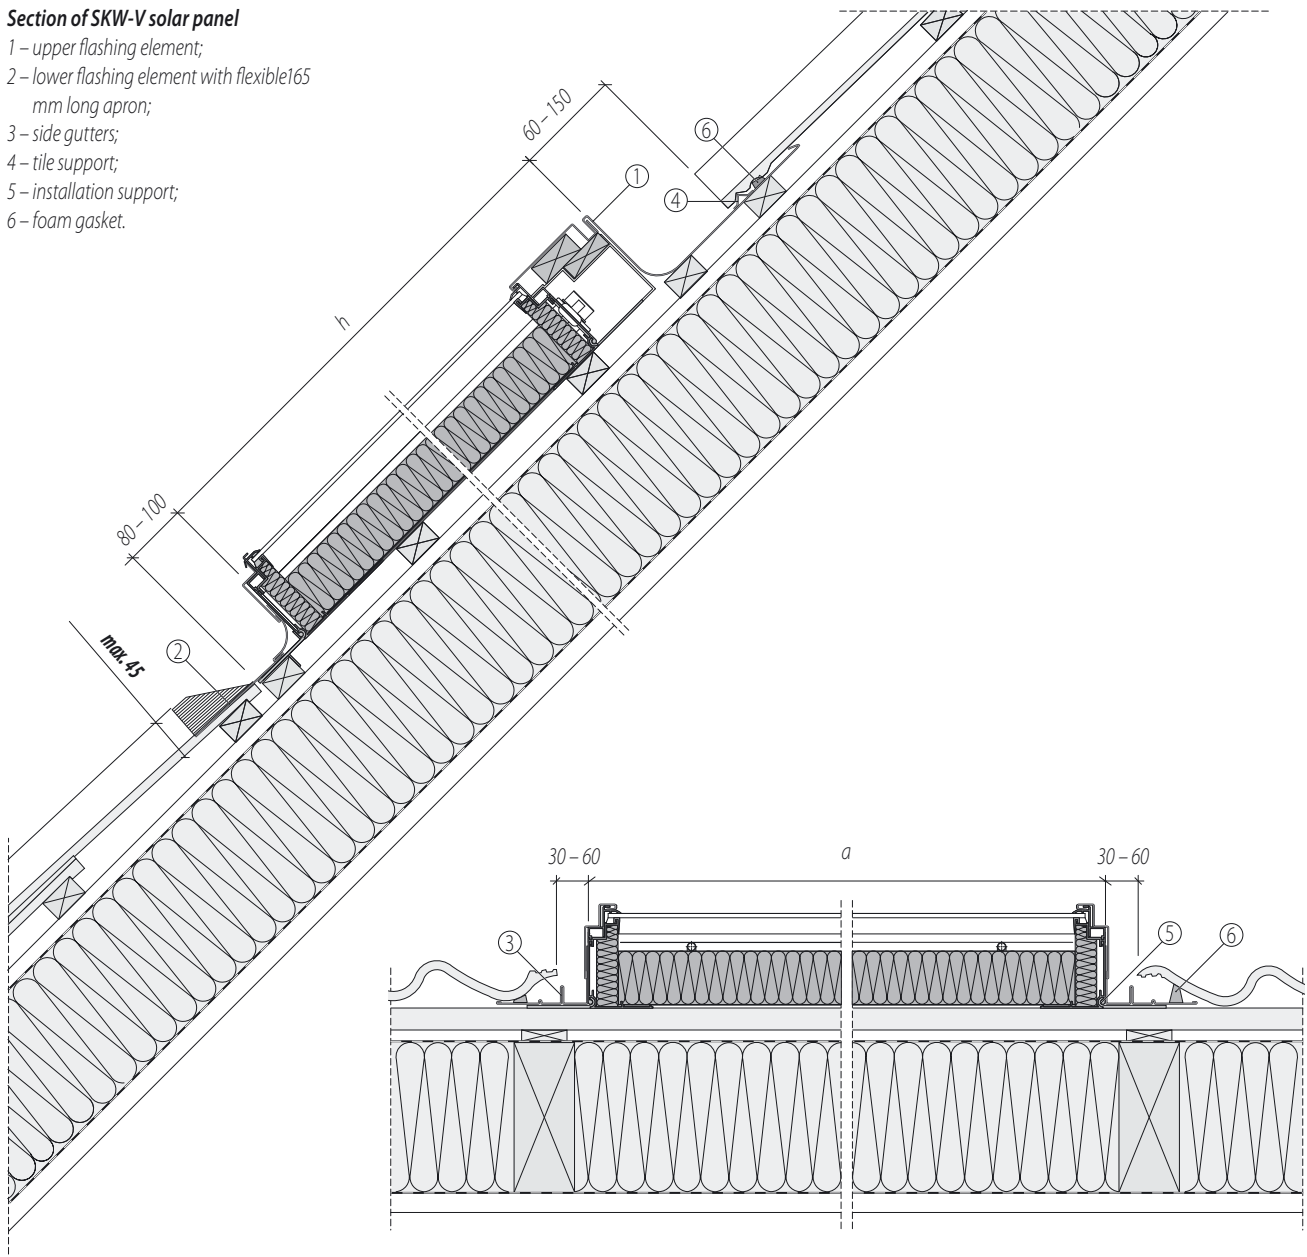 Section of SKW-V solar panel
1 – upper flashing element;
2 – lower flashing element with flexible165
mm long apron;
3 – side gutters;
4 – tile support;
5 – installation support;
6 – foam gasket.
60 – 150
6
1
4
h
80 – 100
max. 45
2
30 – 60
a
30 – 60
3
5
6